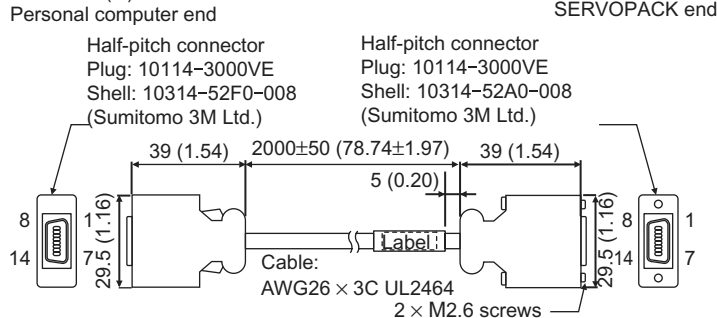 Personal computer end
SERVOPACK end
Half-pitch connector
Plug: 10114−3000VE
Shell: 10314−52F0-008
(Sumitomo 3M Ltd.)
Half-pitch connector
Plug: 10114−3000VE
Shell: 10314−52A0-008
(Sumitomo 3M Ltd.)
39 (1.54)
2000±50 (78.74±1.97)
39 (1.54)
5 (0.20)
8
1
14
7
29.5 (1.16)
Label
Cable:
AWG26 × 3C UL2464
2 × M2.6 screws
29.5 (1.16)
8
1
14
7